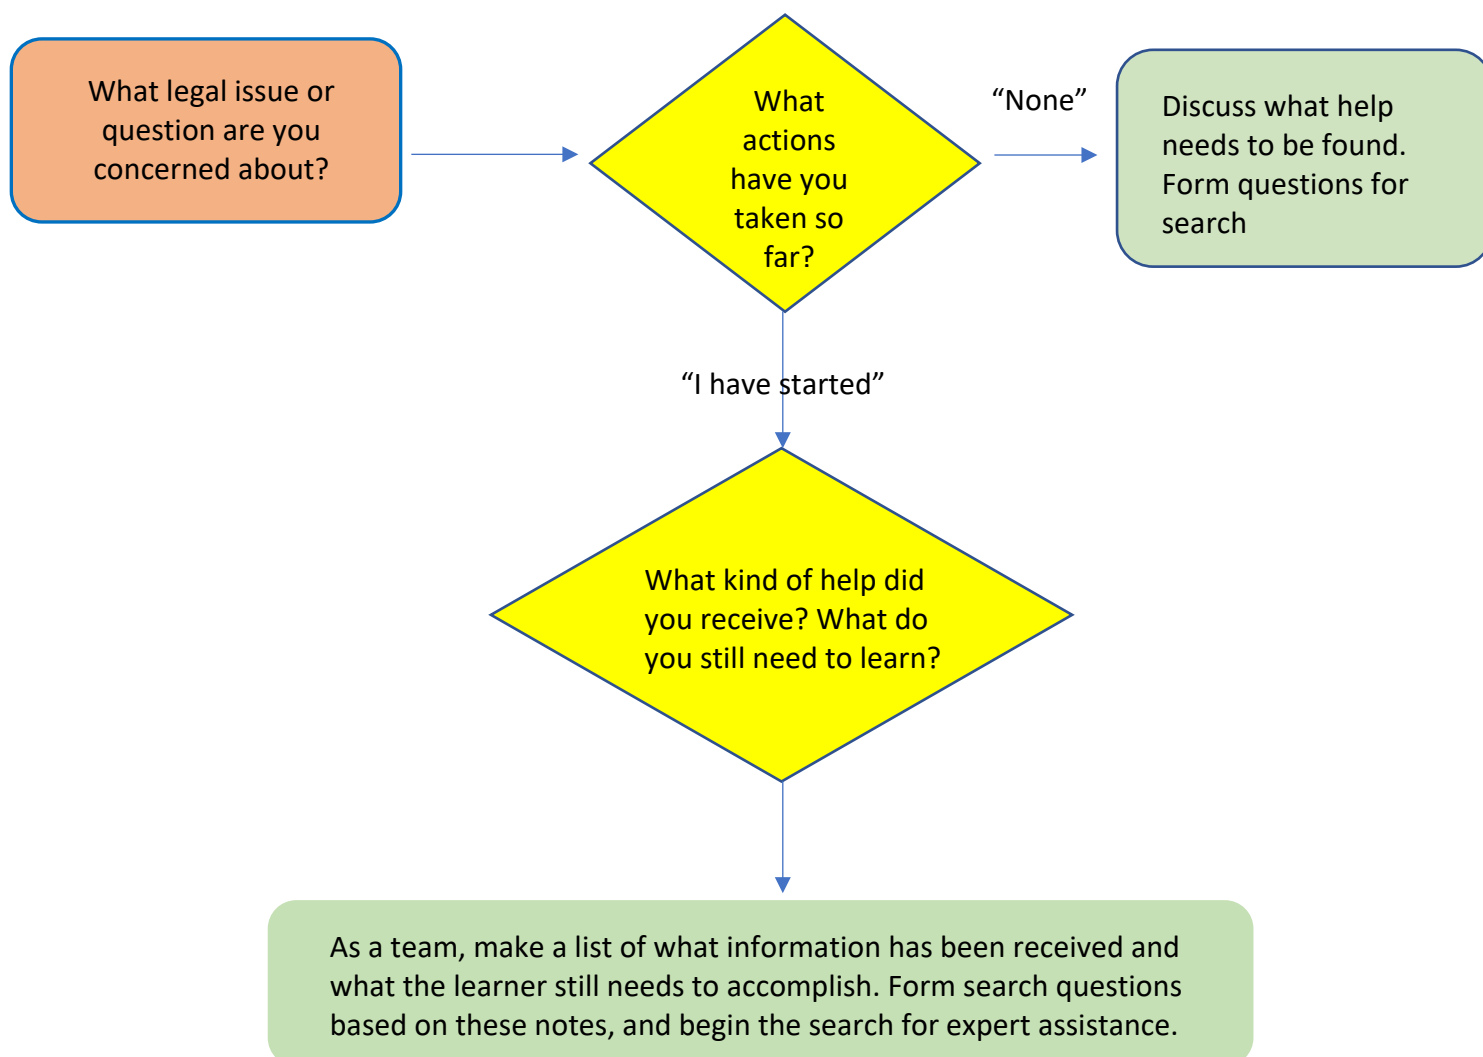 What legal issue or
question are you
concerned about?
What
actions
have you
taken so
far?
“None”
Discuss what help
needs to be found.
Form questions for
search
“I have started”
What kind of help did
you receive? What do
you still need to learn?
As a team, make a list of what information has been received and
what the learner still needs to accomplish. Form search questions
based on these notes, and begin the search for expert assistance.